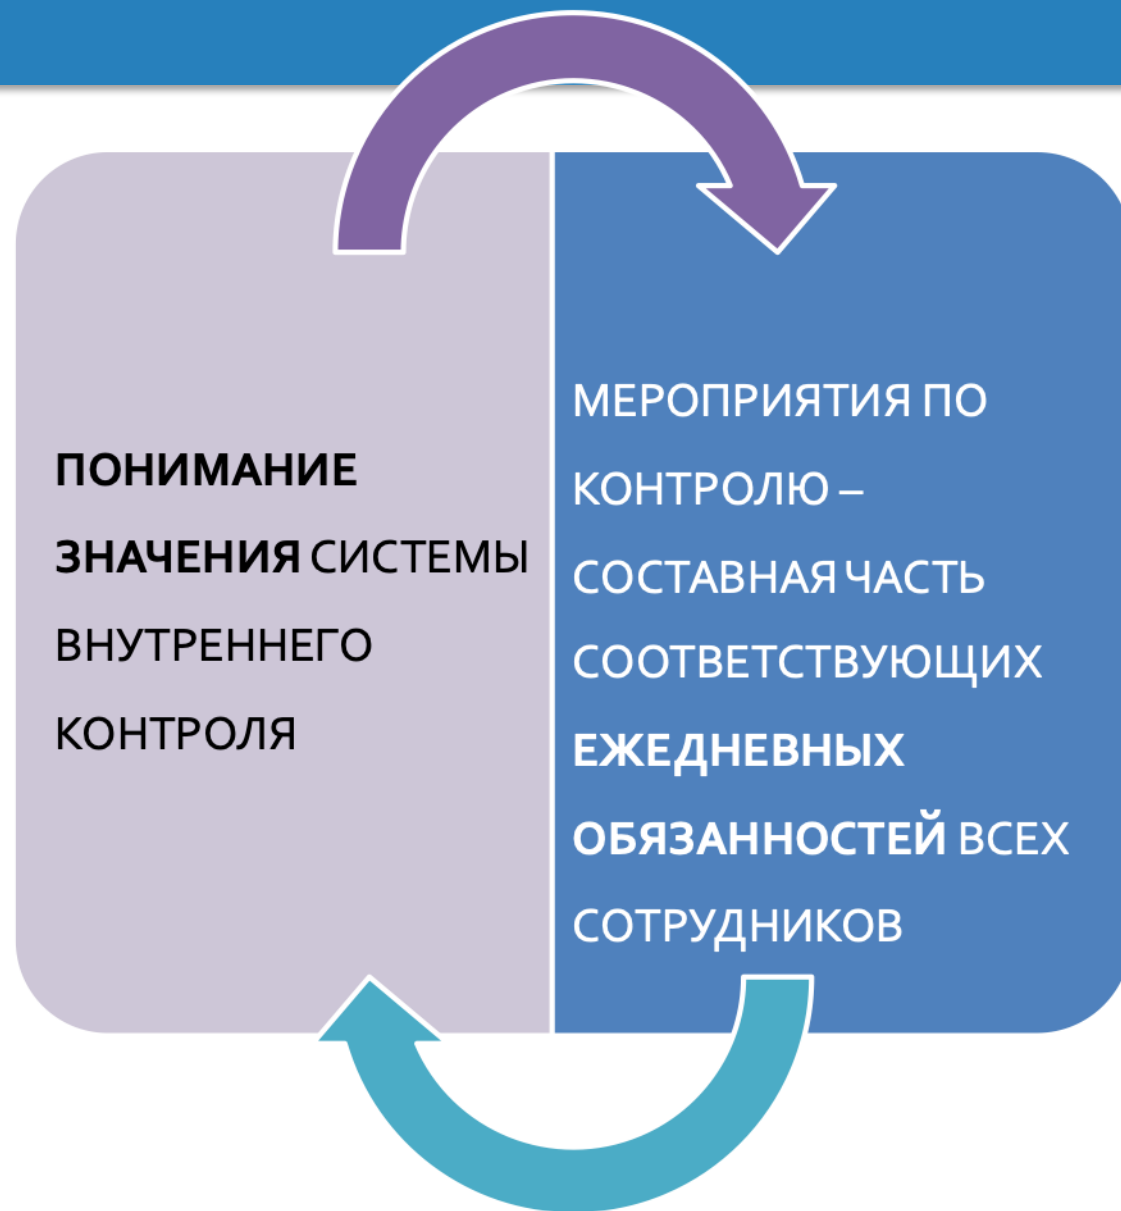 ПОНИМАНИЕ
ЗНАЧЕНИЯ СИСТЕМЫ
ВНУТРЕННЕГО
КОНТРОЛЯ
МЕРОПРИЯТИЯ ПО
КОНТРОЛЮ –
СОСТАВНАЯ ЧАСТЬ
СООТВЕТСТВУЮЩИХ
ЕЖЕДНЕВНЫХ
ОБЯЗАННОСТЕЙ ВСЕХ
СОТРУДНИКОВ